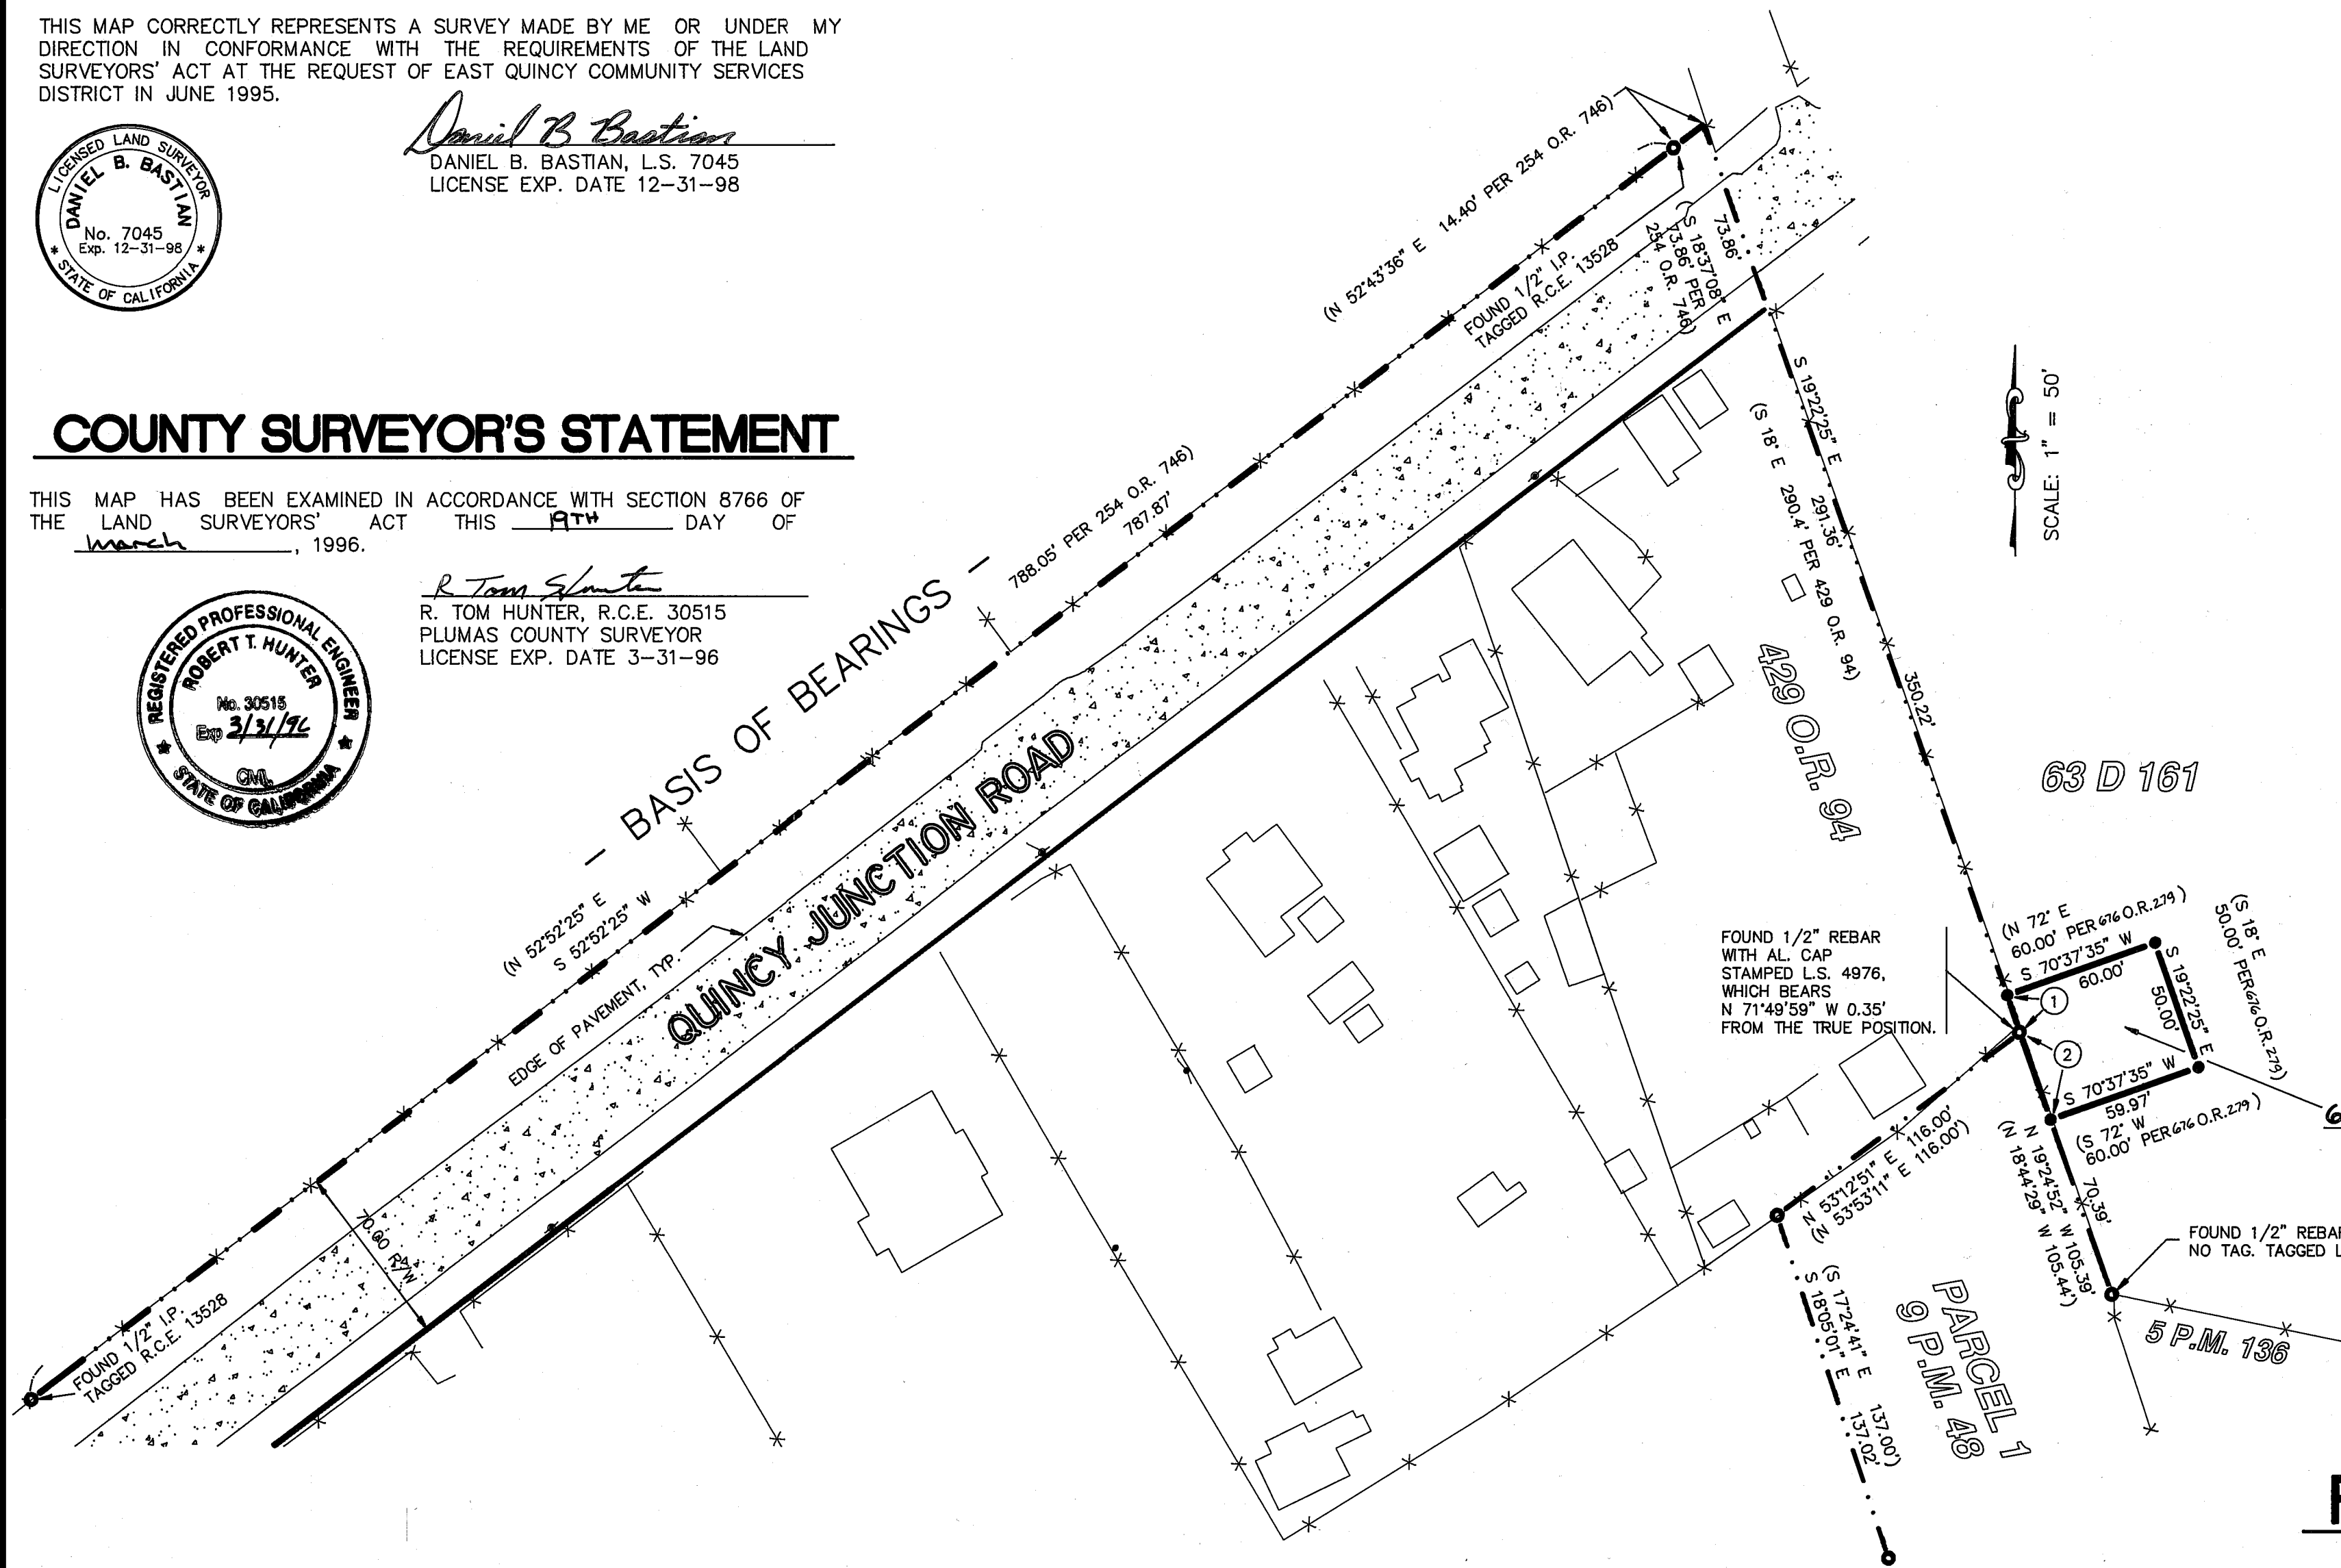 THIS MAP CORRECTLY REPRESENTS A SURVEY MADE BY ME OR UNDER MY
DIRECTION IN CONFORMANCE WITH THE REQUIREMENTS OF THE LAND
SURVEYORS' ACT AT THE REQUEST OF EAST QUINCY COMMUNITY SERVICES
DISTRICT IN JUNE 1995.
Daniel B Bastian
DANIEL B. BASTIAN, L.S. 7045
LICENSE EXP. DATE 12-31-98
LICENSED LAND SURVEYOR
DANIEL B. BASTIAN
No. 7045
Exp. 12-31-98
* STATE OF CALIFORNIA *
COUNTY SURVEYOR'S STATEMENT
THIS MAP HAS BEEN EXAMINED IN ACCORDANCE WITH SECTION 8766 OF
THE LAND SURVEYORS' ACT THIS 19TH DAY OF
March, 1996.
R. TOM HUNTER, R.C.E. 30515
PLUMAS COUNTY SURVEYOR
LICENSE EXP. DATE 3-31-96
REGISTERED PROFESSIONAL ENGINEER
ROBERT T. HUNTER
No. 30515
Exp 3/31/96
CIVIL
STATE OF CALIFORNIA
(N 52°43'36" E 14.40' PER 254 O.R. 746)
FOUND 1/2" I.P.
TAGGED R.C.E. 13528
73.86'
(S 18°37'08" E
73.86' PER
254 O.R. 746)
S 19°22'25" E
291.36'
(S 18° E 290.4' PER 429 O.R. 94)
350.22'
SCALE: 1" = 50'
788.05' PER 254 O.R. 746)
787.87'
- BASIS OF BEARINGS -
(N 52°52'25" E
S 52°52'25" W
EDGE OF PAVEMENT, TYP.
QUINCY JUNCTION ROAD
70.00 R/W
FOUND 1/2" I.P.
TAGGED R.C.E. 13528
429 O.R. 94
63 D 161
FOUND 1/2" REBAR
WITH AL. CAP
STAMPED L.S. 4976,
WHICH BEARS
N 71°49'59" W 0.35'
FROM THE TRUE POSITION.
(N 72° E
60.00' PER 676 O.R. 279)
S 70°37'35" W
60.00'
(S 18° E
50.00' PER 676 O.R. 279)
S 19°22'25" E
50.00'
1
2
S 70°37'35" W
59.97'
(S 72° W
60.00' PER 676 O.R. 279)
6
70.39'
N 19°24'52" W 105.39'
(N 18°44'29" W 105.44')
N 53°12'51" E 116.00'
(N 53°53'11" E 116.00')
FOUND 1/2" REBAR
NO TAG. TAGGED L
(S 17°24'41" E 137.00')
S 18°05'01" E 137.02'
PARCEL 1
9 P.M. 48
5 P.M. 136